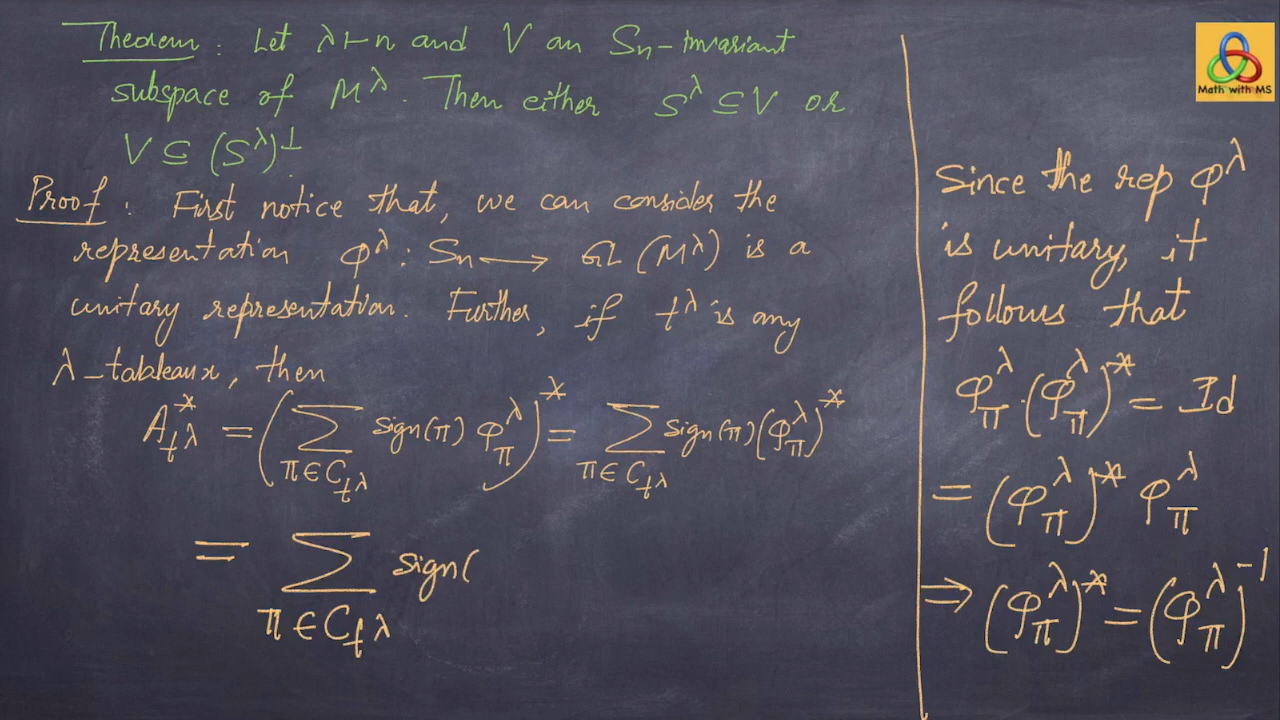 Theorem : Let λ⊢n and V an Sn-invariant
subspace of M^λ. Then either S^λ ⊆ V or
V ⊆ (S^λ)^⊥.
Proof : First notice that, we can consider the
representation φ^λ : Sn → GL(M^λ) is a
unitary representation. Further, if t^λ is any
λ-tableaux, then
A*_{t^λ} = (∑_{π∈C_{t^λ}} sign(π) φ^λ_π)* = ∑_{π∈C_{t^λ}} sign(π)(φ^λ_π)*
= ∑_{π∈C_{t^λ}} sign(
Math with MS
Since the rep φ^λ
is unitary, it
follows that
φ^λ_π · (φ^λ_π)* = Id
= (φ^λ_π)* φ^λ_π
⇒ (φ^λ_π)* = (φ^λ_π)^{-1}